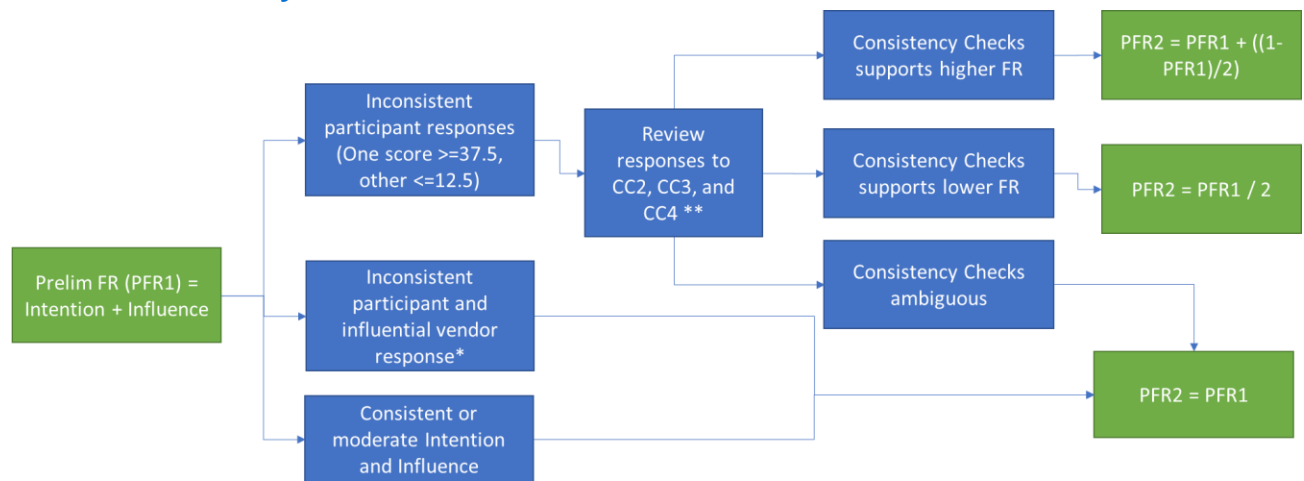 Prelim FR (PFR1) =
Intention + Influence
Inconsistent
participant responses
(One score >=37.5,
other <=12.5)
Inconsistent
participant and
influential vendor
response*
Consistent or
moderate Intention
and Influence
Review
responses to
CC2, CC3, and
CC4 **
Consistency Checks
supports higher FR
Consistency Checks
supports lower FR
Consistency Checks
ambiguous
PFR2 = PFR1 + ((1-
PFR1)/2)
PFR2 = PFR1 / 2
PFR2 = PFR1